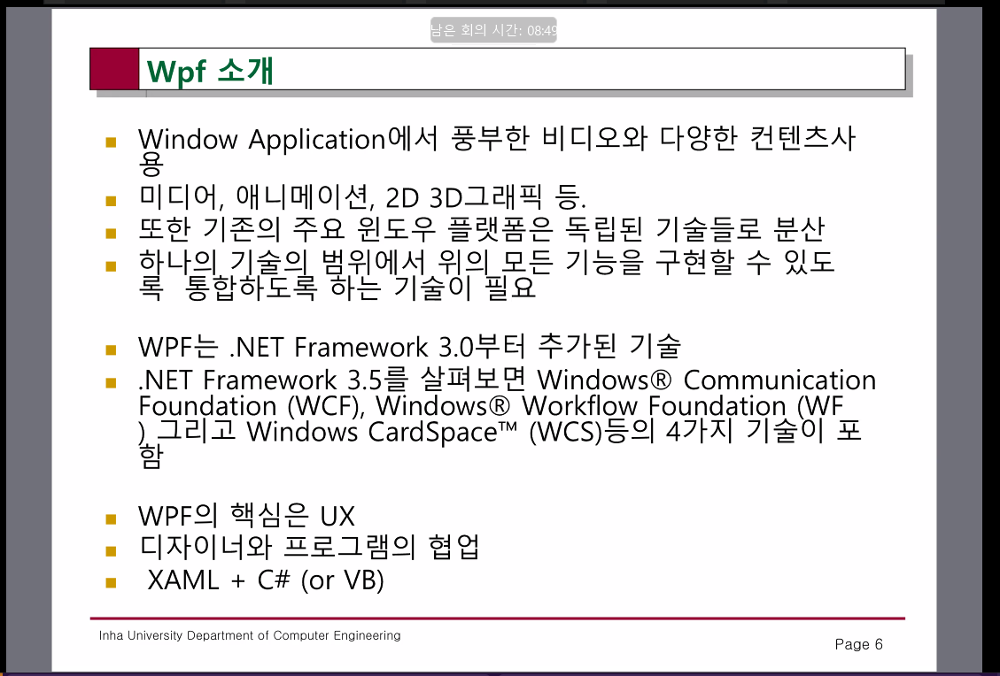 남은 회의 시간: 08:49
Wpf 소개
Window Application에서 풍부한 비디오와 다양한 컨텐츠사
용
미디어, 애니메이션, 2D 3D그래픽 등.
또한 기존의 주요 윈도우 플랫폼은 독립된 기술들로 분산
하나의 기술의 범위에서 위의 모든 기능을 구현할 수 있도
록 통합하도록 하는 기술이 필요
WPF는 .NET Framework 3.0부터 추가된 기술
.NET Framework 3.5를 살펴보면 Windows® Communication
Foundation (WCF), Windows® Workflow Foundation (WF
) 그리고 Windows CardSpace™ (WCS)등의 4가지 기술이 포
함
WPF의 핵심은 UX
디자이너와 프로그램의 협업
XAML + C# (or VB)
Inha University Department of Computer Engineering
Page 6